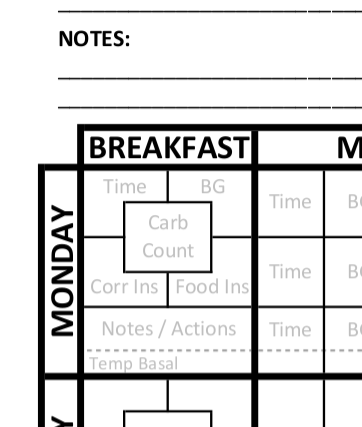 NOTES:
BREAKFAST M
MONDAY
Time BG
Carb
Count
Corr Ins Food Ins
Notes / Actions
Temp Basal
Time B
Time B
Time B
Y